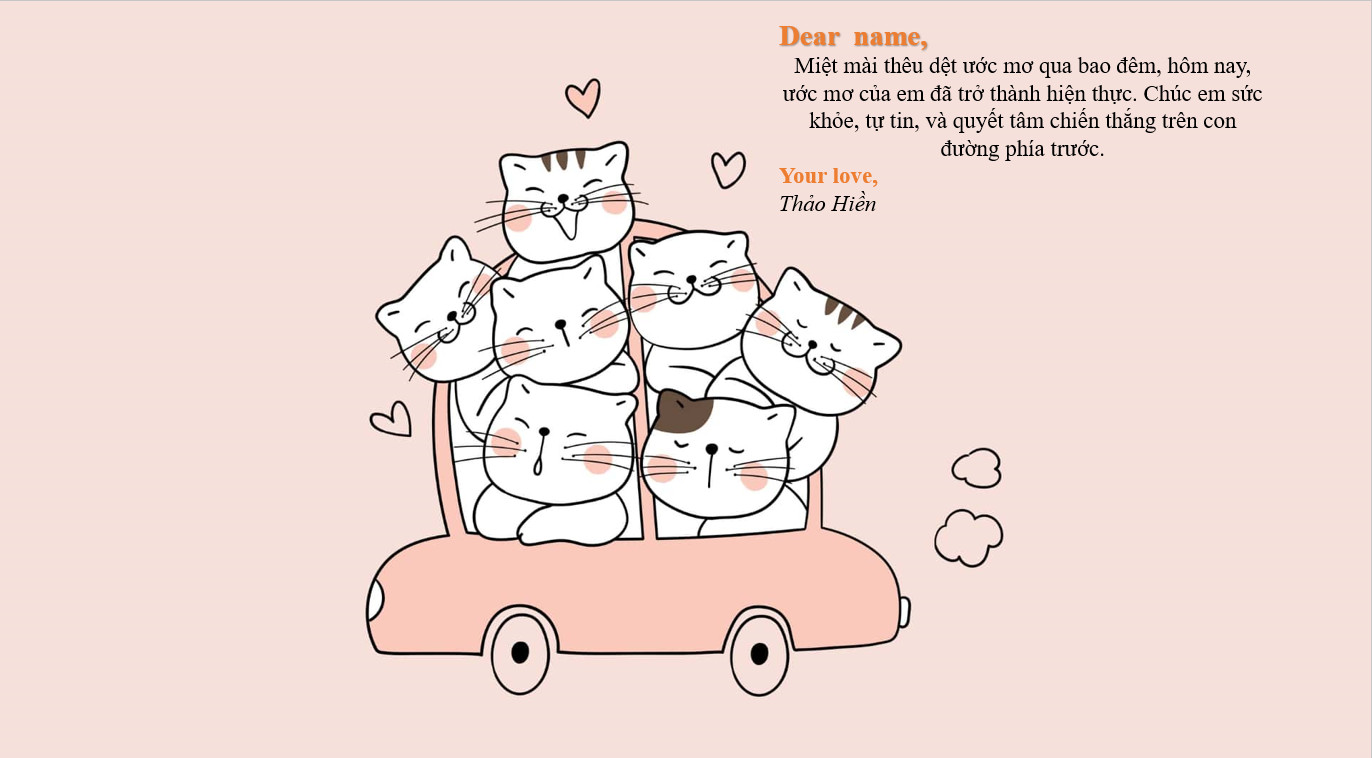 Dear name,
Miệt mài thêu dệt ước mơ qua bao đêm, hôm nay,
ước mơ của em đã trở thành hiện thực. Chúc em sức
khỏe, tự tin, và quyết tâm chiến thắng trên con
đường phía trước.
Your love,
Thảo Hiền